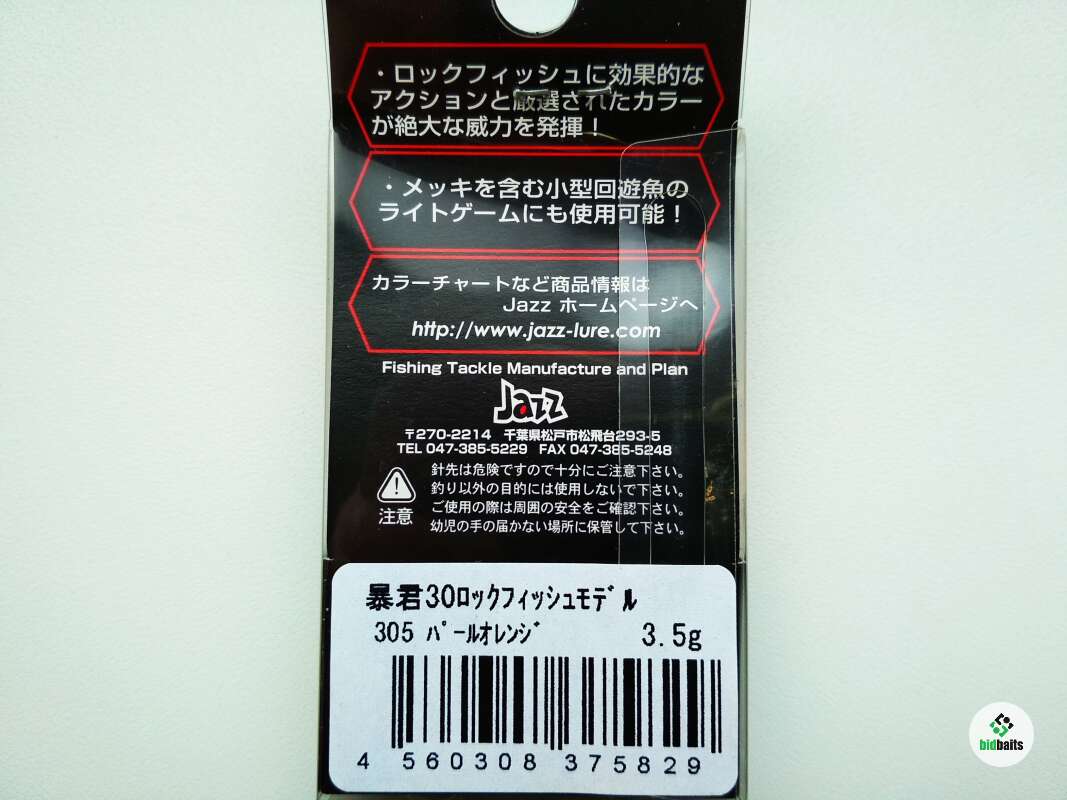 ・ロックフィッシュに効果的な
アクションと厳選されたカラー
が絶大な威力を発揮！
・メッキを含む小型回遊魚の
ライトゲームにも使用可能！
カラーチャートなど商品情報は
Jazz ホームページへ
http://www.jazz-lure.com
Fishing Tackle Manufacture and Plan
Jazz
〒270-2214 千葉県松戸市松飛台293-5
TEL 047-385-5229 FAX 047-385-5248
針先は危険ですので十分にご注意下さい。
釣り以外の目的には使用しないで下さい。
ご使用の際は周囲の安全をご確認下さい。
幼児の手の届かない場所に保管して下さい。
注意
暴君30ﾛｯｸﾌｨｯｼｭﾓﾃﾞﾙ
305 ﾊﾟｰﾙｵﾚﾝｼﾞ 3.5g
4 560308 375829
bidbaits